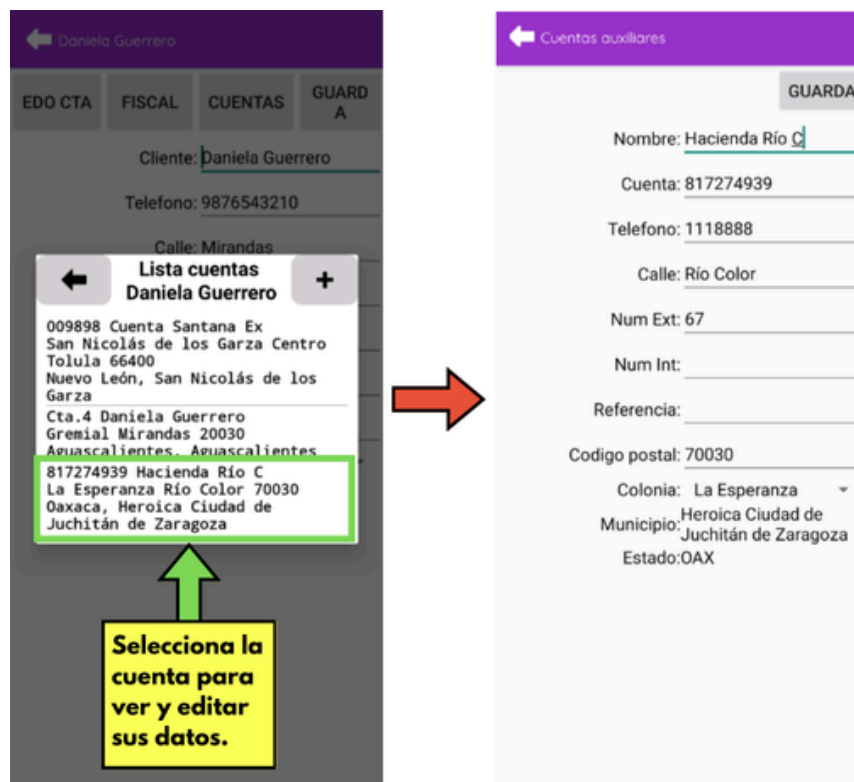 Daniela Guerrero
EDO CTA
FISCAL
CUENTAS
GUARD
A
Cliente: Daniela Guerrero
Telefono: 9876543210
Calle: Mirandas
Lista cuentas
Daniela Guerrero
+
009898 Cuenta Santana Ex
San Nicolás de los Garza Centro
Tolula 66400
Nuevo León, San Nicolás de los
Garza
Cta.4 Daniela Guerrero
Gremial Mirandas 20030
Aguascalientes, Aguascalientes
817274939 Hacienda Río C
La Esperanza Río Color 70030
Oaxaca, Heroica Ciudad de
Juchitán de Zaragoza
Selecciona la
cuenta para
ver y editar
sus datos.
Cuentas auxiliares
GUARDA
Nombre: Hacienda Río C
Cuenta: 817274939
Telefono: 1118888
Calle: Río Color
Num Ext: 67
Num Int:
Referencia:
Codigo postal: 70030
Colonia: La Esperanza
Municipio: Heroica Ciudad de
Juchitán de Zaragoza
Estado:OAX